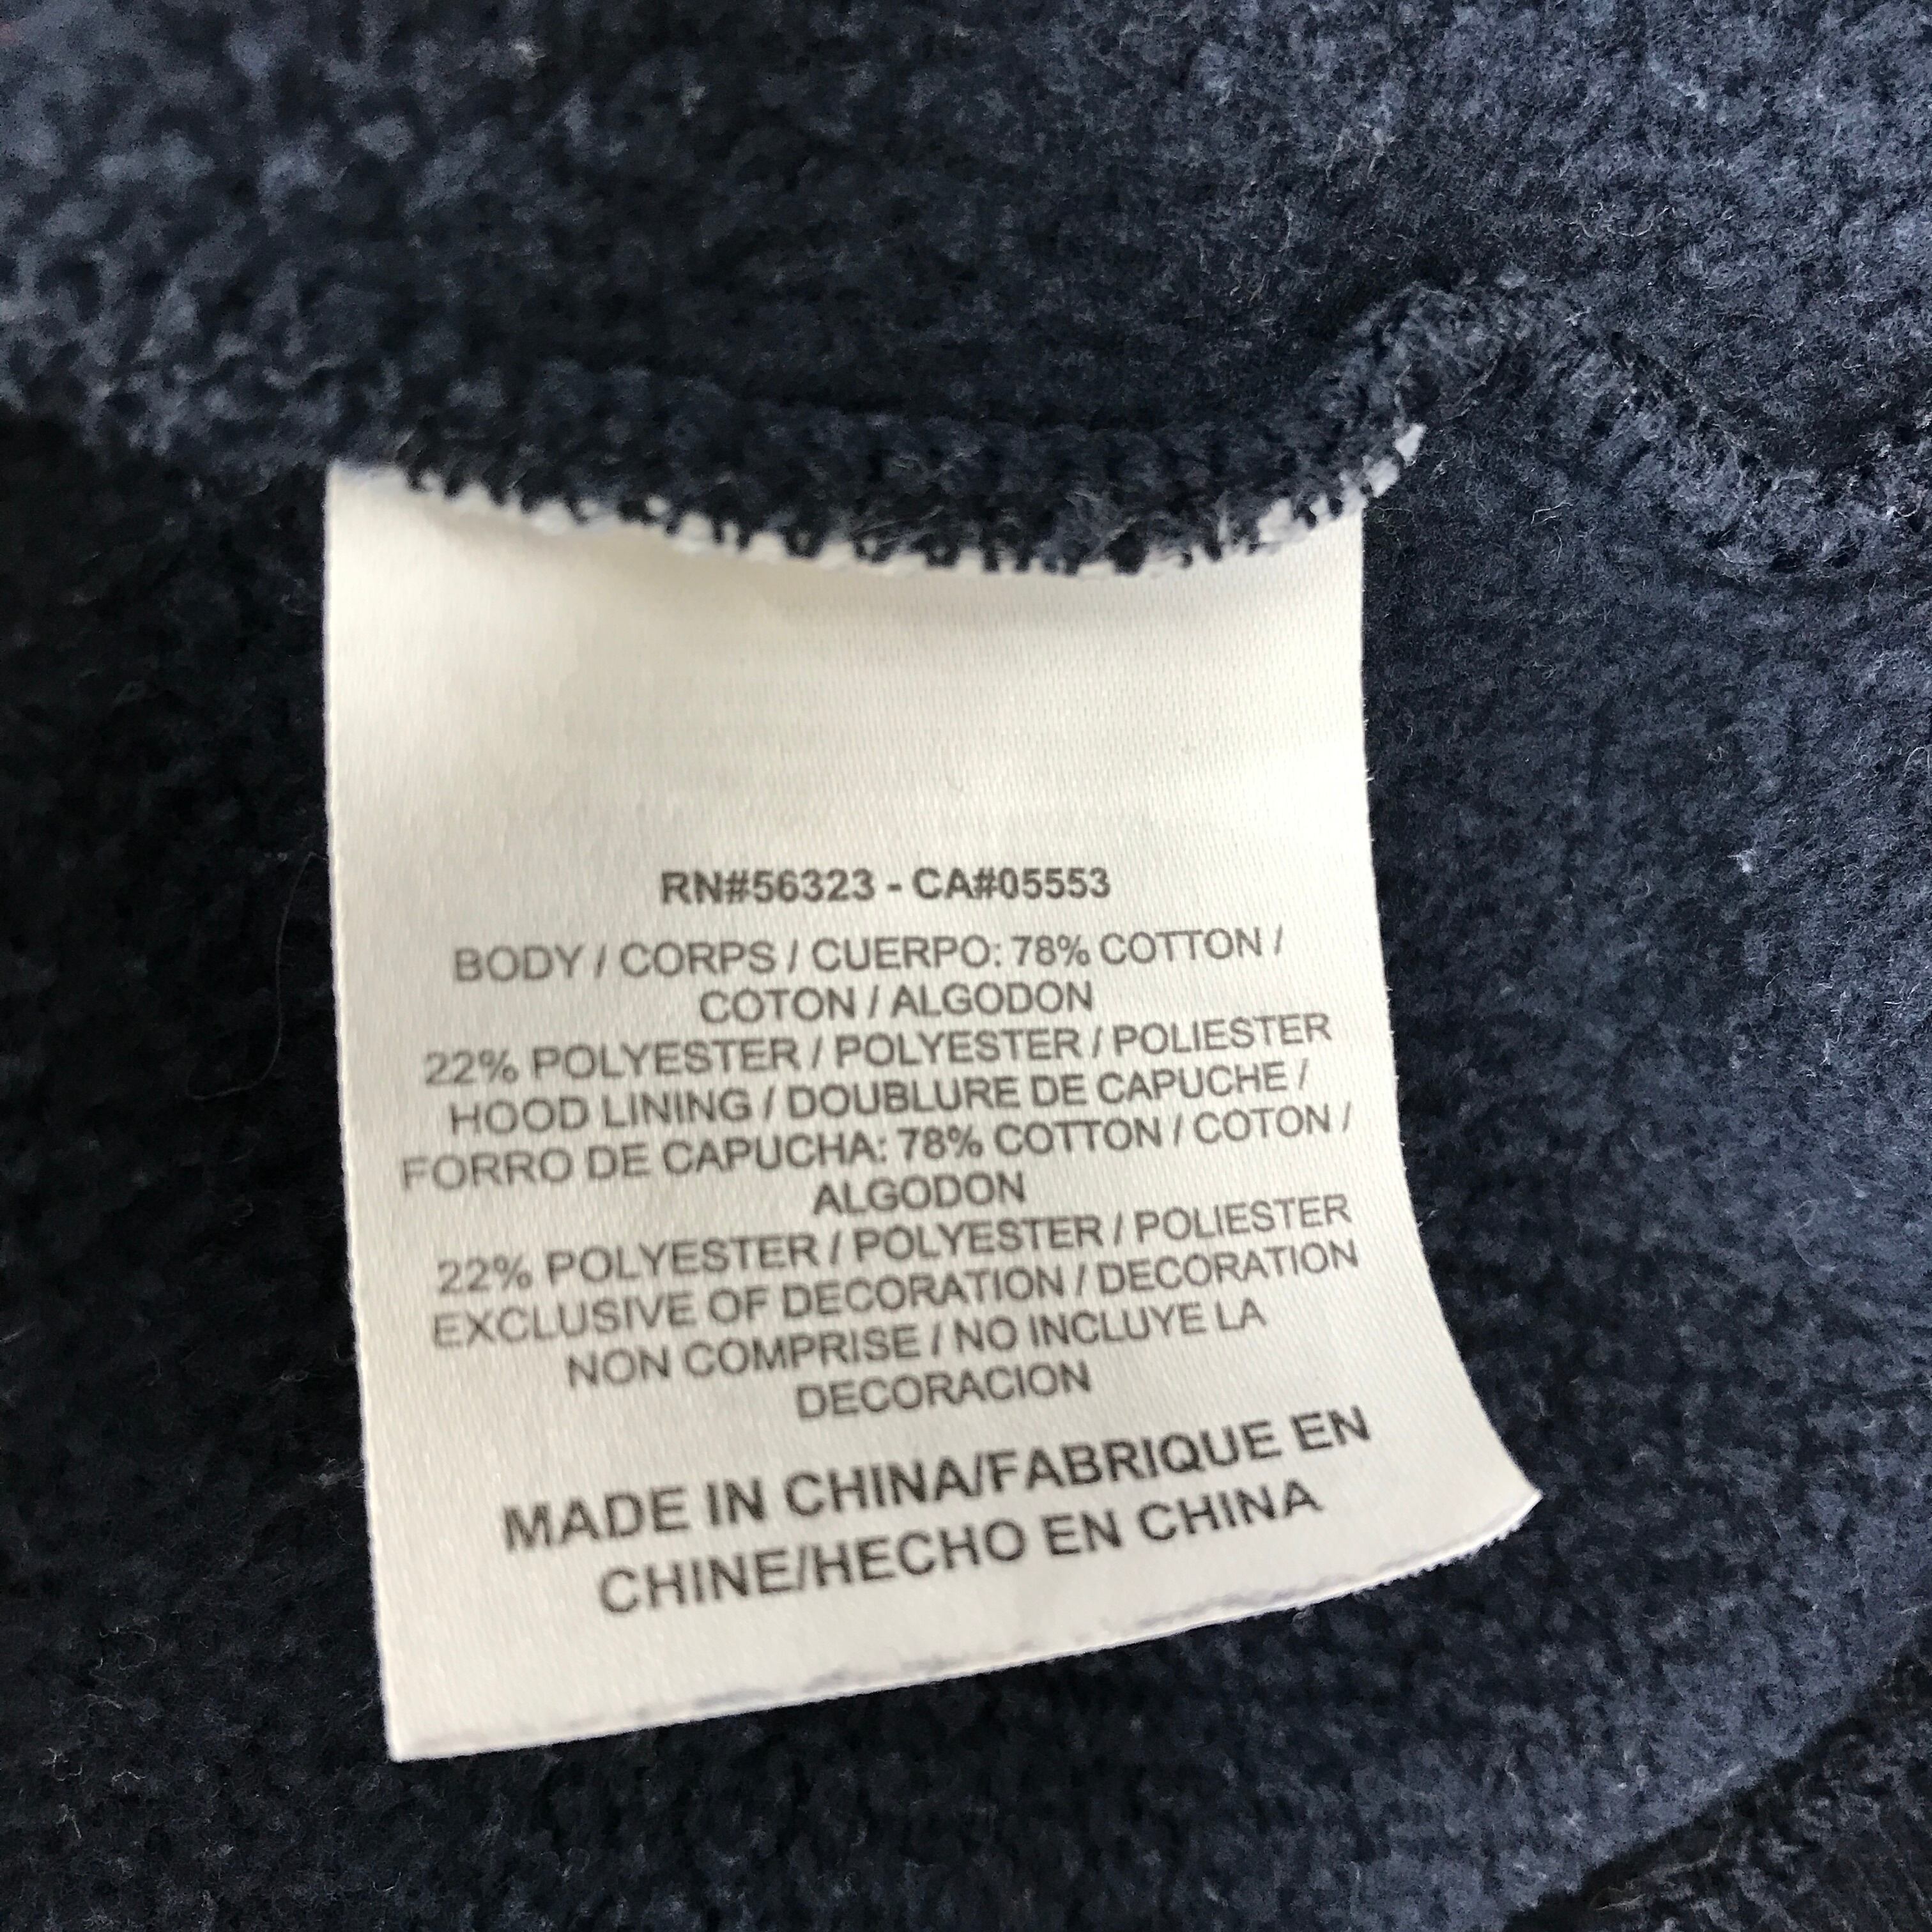 RN#56323 - CA#05553
BODY / CORPS / CUERPO: 78% COTTON /
COTON / ALGODON
22% POLYESTER / POLYESTER / POLIESTER
HOOD LINING / DOUBLURE DE CAPUCHE /
FORRO DE CAPUCHA: 78% COTTON / COTON /
ALGODON
22% POLYESTER / POLYESTER / POLIESTER
EXCLUSIVE OF DECORATION / DECORATION
NON COMPRISE / NO INCLUYE LA
DECORACION
MADE IN CHINA/FABRIQUE EN
CHINE/HECHO EN CHINA